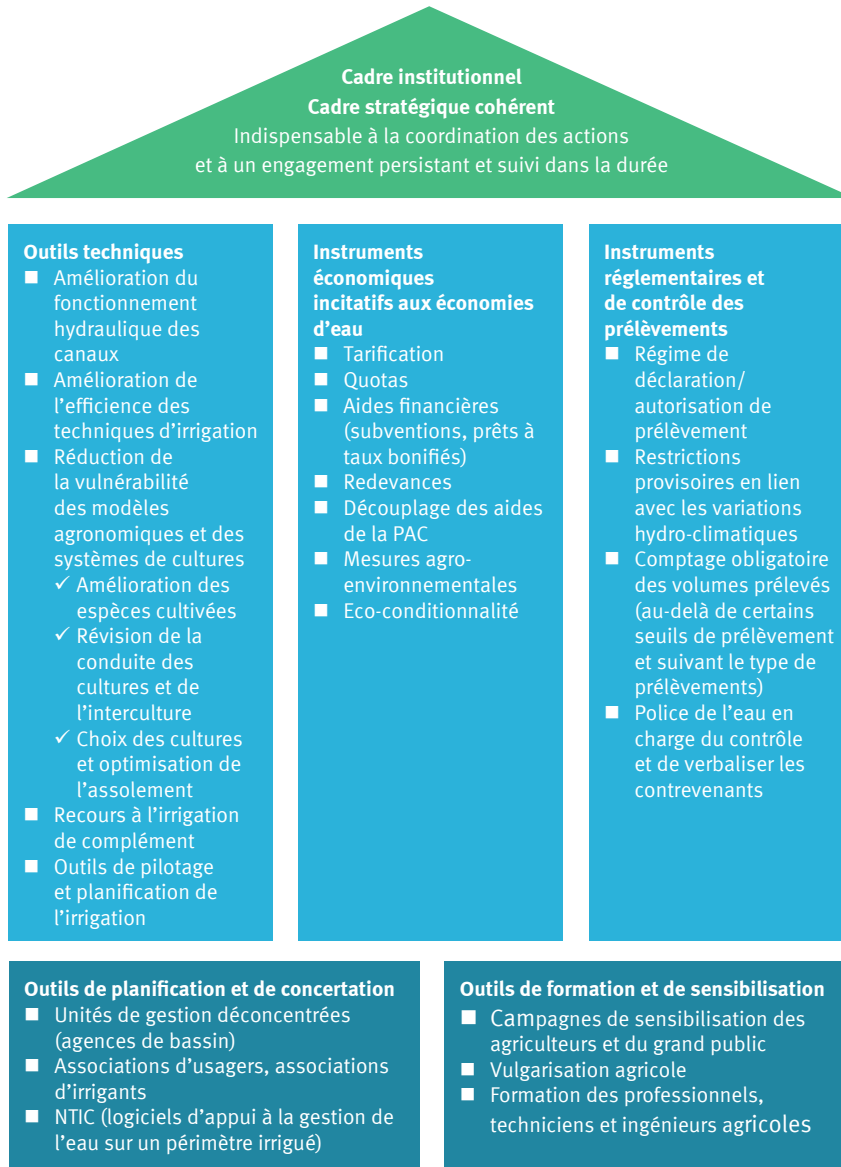 Cadre institutionnel
Cadre stratégique cohérent
Indispensable à la coordination des actions
et à un engagement persistant et suivi dans la durée
Outils techniques
■ Amélioration du
fonctionnement
hydraulique des
canaux
■ Amélioration de
l'efficience des
techniques d'irrigation
■ Réduction de
la vulnérabilité
des modèles
agronomiques et des
systèmes de cultures
✓ Amélioration des
espèces cultivées
✓ Révision de la
conduite des
cultures et de
l'interculture
✓ Choix des cultures
et optimisation de
l'assolement
■ Recours à l'irrigation
de complément
■ Outils de pilotage
et planification de
l'irrigation
Instruments
économiques
incitatifs aux économies
d'eau
■ Tarification
■ Quotas
■ Aides financières
(subventions, prêts à
taux bonifiés)
■ Redevances
■ Découplage des aides
de la PAC
■ Mesures agro-
environnementales
■ Eco-conditionnalité
Instruments
réglementaires et
de contrôle des
prélèvements
■ Régime de
déclaration/
autorisation de
prélèvement
■ Restrictions
provisoires en lien
avec les variations
hydro-climatiques
■ Comptage obligatoire
des volumes prélevés
(au-delà de certains
seuils de prélèvement
et suivant le type de
prélèvements)
■ Police de l'eau en
charge du contrôle
et de verbaliser les
contrevenants
Outils de planification et de concertation
■ Unités de gestion déconcentrées
(agences de bassin)
■ Associations d'usagers, associations
d'irrigants
■ NTIC (logiciels d'appui à la gestion de
l'eau sur un périmètre irrigué)
Outils de formation et de sensibilisation
■ Campagnes de sensibilisation des
agriculteurs et du grand public
■ Vulgarisation agricole
■ Formation des professionnels,
techniciens et ingénieurs agricoles